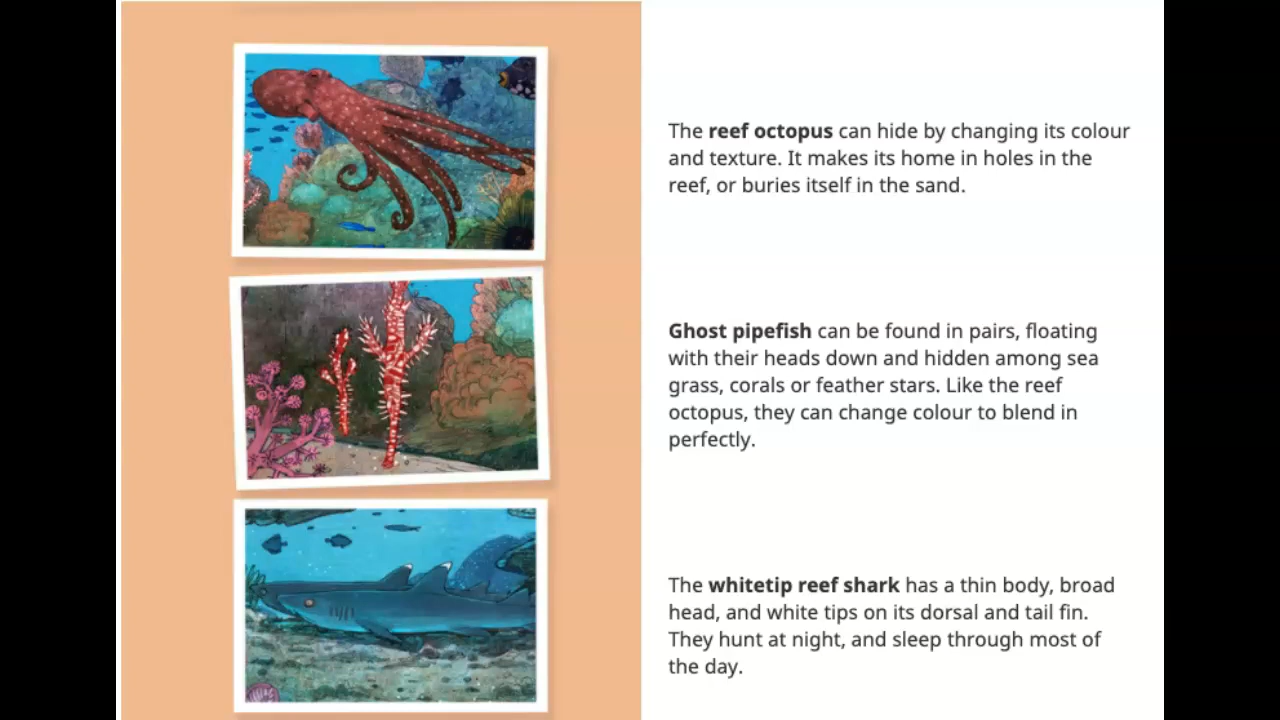 The reef octopus can hide by changing its colour
and texture. It makes its home in holes in the
reef, or buries itself in the sand.
Ghost pipefish can be found in pairs, floating
with their heads down and hidden among sea
grass, corals or feather stars. Like the reef
octopus, they can change colour to blend in
perfectly.
The whitetip reef shark has a thin body, broad
head, and white tips on its dorsal and tail fin.
They hunt at night, and sleep through most of
the day.